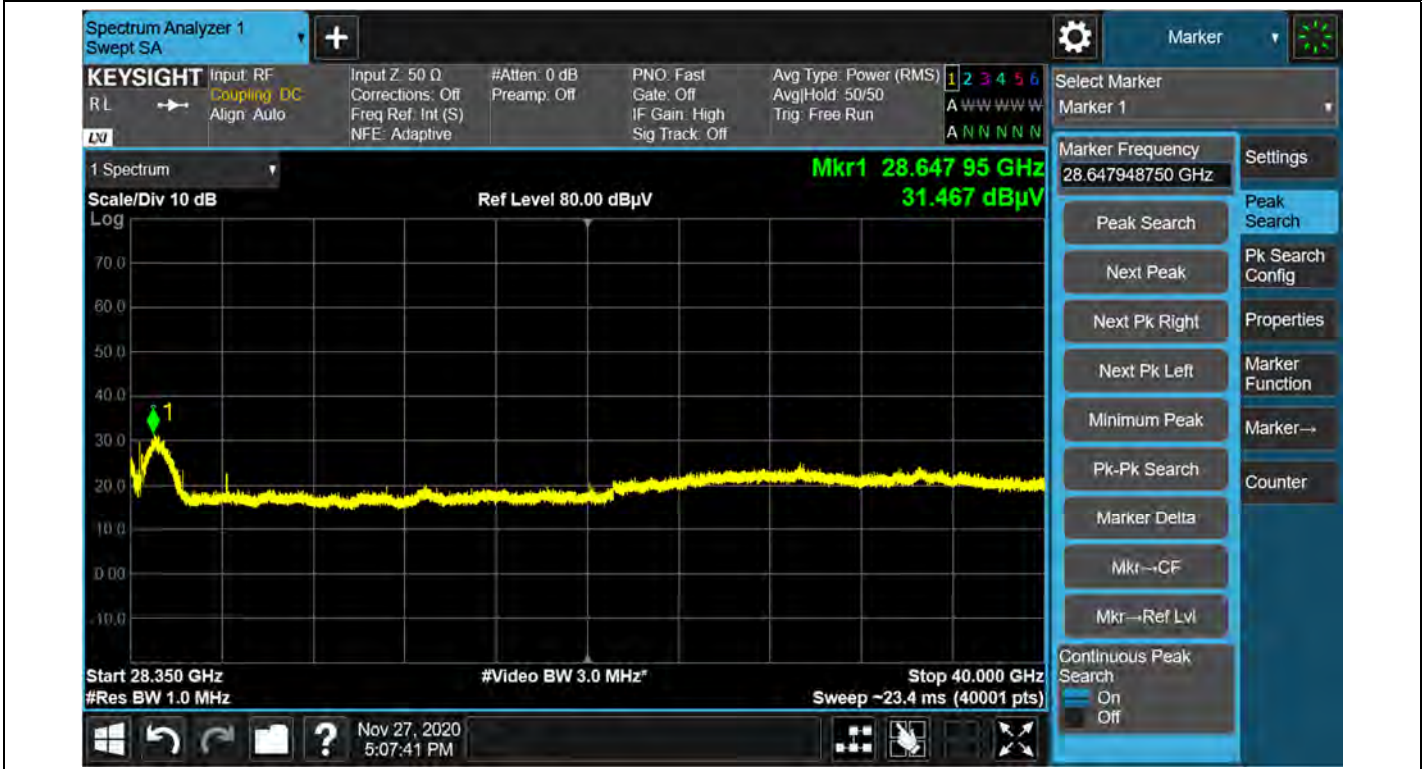 Spectrum Analyzer 1
Swept SA
+
Marker
KEYSIGHT
R L
LXI
Input: RF
Coupling: DC
Align: Auto
Input Z: 50 Ω
Corrections: Off
Freq Ref: Int (S)
NFE: Adaptive
#Atten: 0 dB
Preamp: Off
PNO: Fast
Gate: Off
IF Gain: High
Sig Track: Off
Avg Type: Power (RMS)
Avg|Hold: 50/50
Trig: Free Run
1 2 3 4 5 6
A W W W W W
A N N N N N
Select Marker
Marker 1
1 Spectrum
Mkr1 28.647 95 GHz
Scale/Div 10 dB
Ref Level 80.00 dBµV
31.467 dBµV
Log
70.0
60.0
50.0
40.0
30.0
20.0
10.0
0.00
-10.0
1
Start 28.350 GHz
#Video BW 3.0 MHz*
Stop 40.000 GHz
#Res BW 1.0 MHz
Sweep ~23.4 ms (40001 pts)
Marker Frequency
28.647948750 GHz
Peak Search
Next Peak
Next Pk Right
Next Pk Left
Minimum Peak
Pk-Pk Search
Marker Delta
Mkr→CF
Mkr→Ref Lvl
Continuous Peak
Search
On
Off
Settings
Peak
Search
Pk Search
Config
Properties
Marker
Function
Marker→
Counter
?
Nov 27, 2020
5:07:41 PM